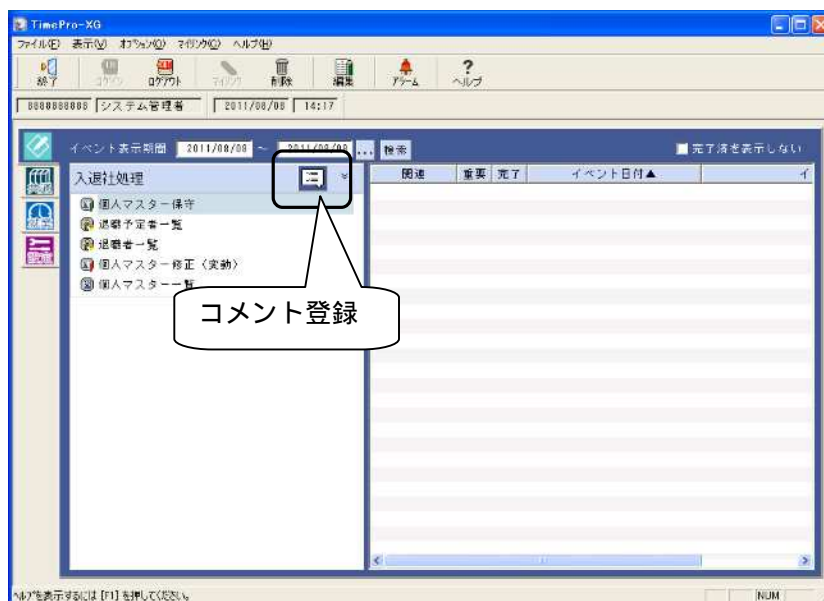 TimePro-XG
ファイル(F) 表示(V) オプション(O) マイリンク(C) ヘルプ(H)
終了 ログイン ログアウト マイリンク 削除 編集 アラーム ヘルプ
8888888888 システム管理者 2011/08/08 14:17
イベント表示期間 2011/08/08 ～ 2011/08/08 ... 検索 完了済を表示しない
入退社処理
関連 重要 完了 イベント日付▲ イ
個人マスター保守
退職予定者一覧
退職者一覧
個人マスター修正〈変動〉
個人マスター一覧
コメント登録
ヘルプを表示するには [F1] を押してください。 NUM